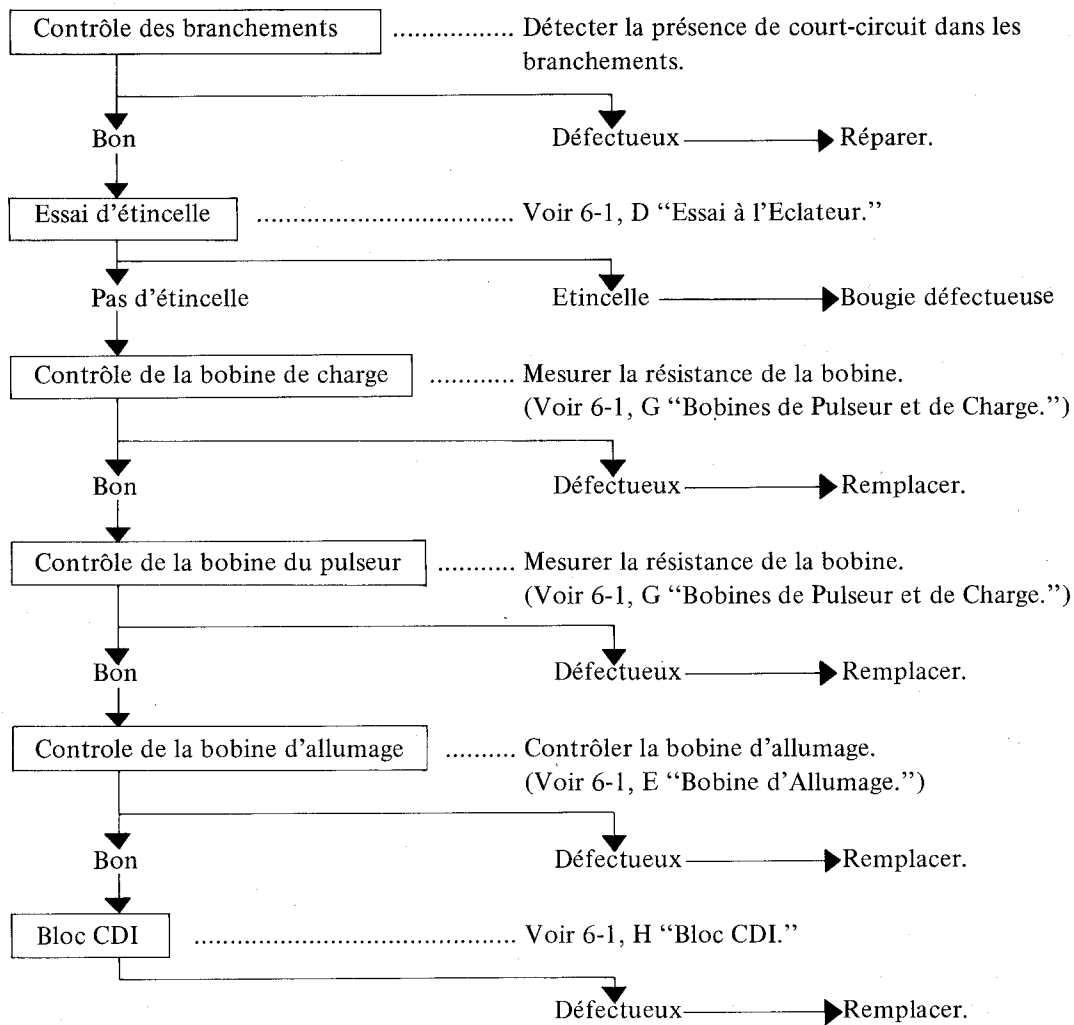 Contrôle des branchements ................ Détecter la présence de court-circuit dans les
branchements.
Bon Défectueux Réparer.
Essai d'étincelle .................................. Voir 6-1, D “Essai à l'Eclateur.”
Pas d'étincelle Etincelle Bougie défectueuse
Contrôle de la bobine de charge ............ Mesurer la résistance de la bobine.
(Voir 6-1, G “Bobines de Pulseur et de Charge.”)
Bon Défectueux Remplacer.
Contrôle de la bobine du pulseur ........... Mesurer la résistance de la bobine.
(Voir 6-1, G “Bobines de Pulseur et de Charge.”)
Bon Défectueux Remplacer.
Controle de la bobine d'allumage .......... Contrôler la bobine d'allumage.
(Voir 6-1, E “Bobine d'Allumage.”)
Bon Défectueux Remplacer.
Bloc CDI .......................................... Voir 6-1, H “Bloc CDI.”
Défectueux Remplacer.